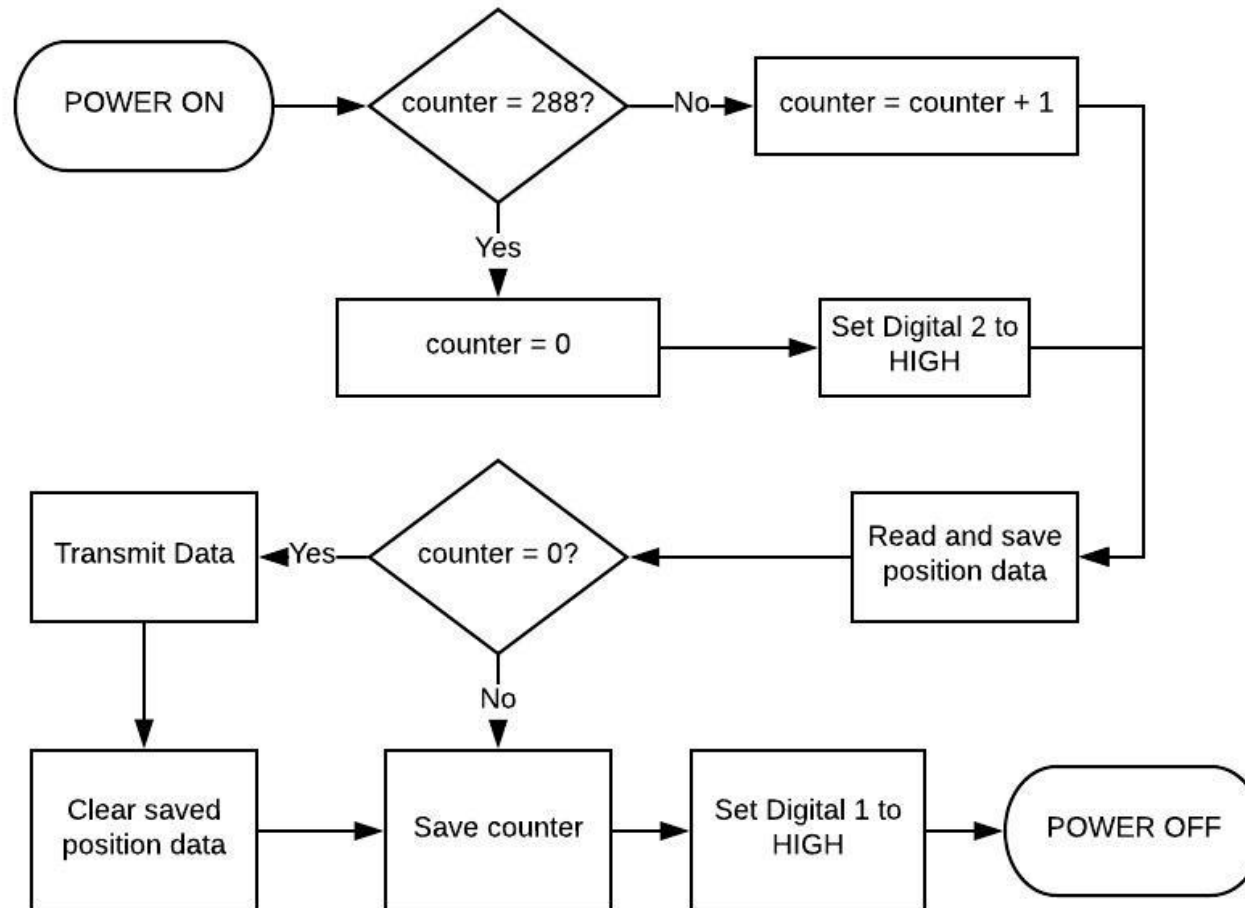 POWER ON
counter = 288?
No
counter = counter + 1
Yes
counter = 0
Set Digital 2 to
HIGH
Transmit Data
Yes
counter = 0?
Read and save
position data
No
Clear saved
position data
Save counter
Set Digital 1 to
HIGH
POWER OFF